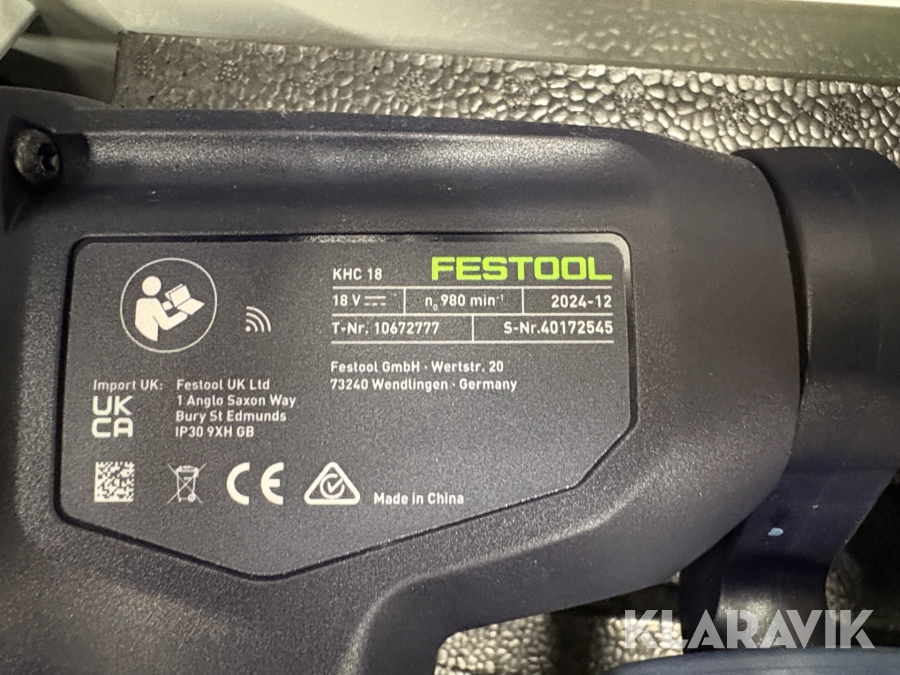 KHC 18 FESTOOL
18 V n₀ 980 min⁻¹ 2024-12
T-Nr. 10672777 S-Nr.40172545
Festool GmbH · Wertstr. 20
73240 Wendlingen · Germany
Import UK: Festool UK Ltd
1 Anglo Saxon Way
Bury St Edmunds
IP30 9XH GB
UK
CA
CE
Made in China
KLARAVIK